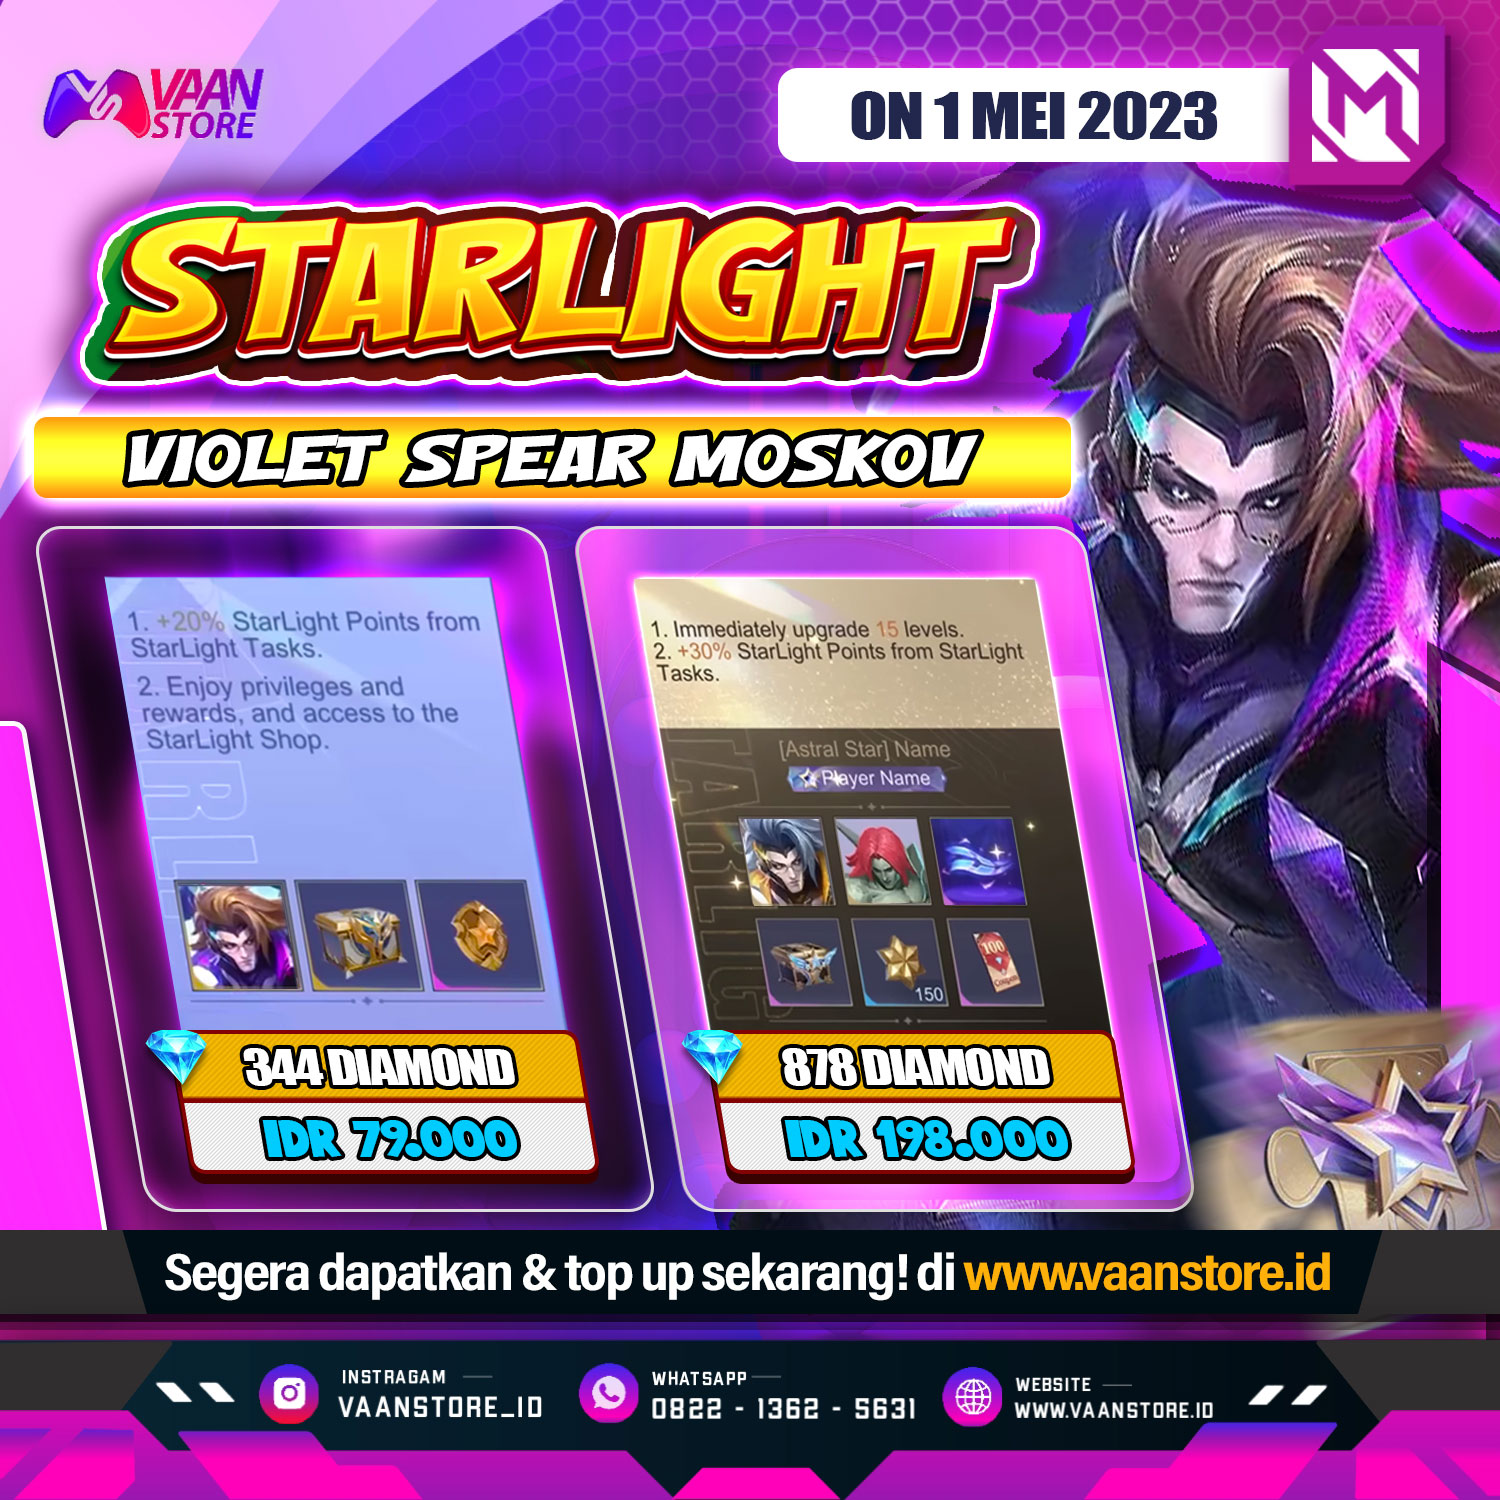 VAAN
STORE
ON 1 MEI 2023
STARLIGHT
VIOLET SPEAR MOSKOV
1. +20% StarLight Points from
StarLight Tasks.
2. Enjoy privileges and
rewards, and access to the
StarLight Shop.
344 DIAMOND
IDR 79.000
1. Immediately upgrade 15 levels.
2. +30% StarLight Points from StarLight
Tasks.
[Astral Star] Name
Player Name
150
100
878 DIAMOND
IDR 198.000
Segera dapatkan & top up sekarang! di www.vaanstore.id
INSTRAGAM
VAANSTORE_ID
WHATSAPP
0822 - 1362 - 5631
WEBSITE
WWW.VAANSTORE.ID